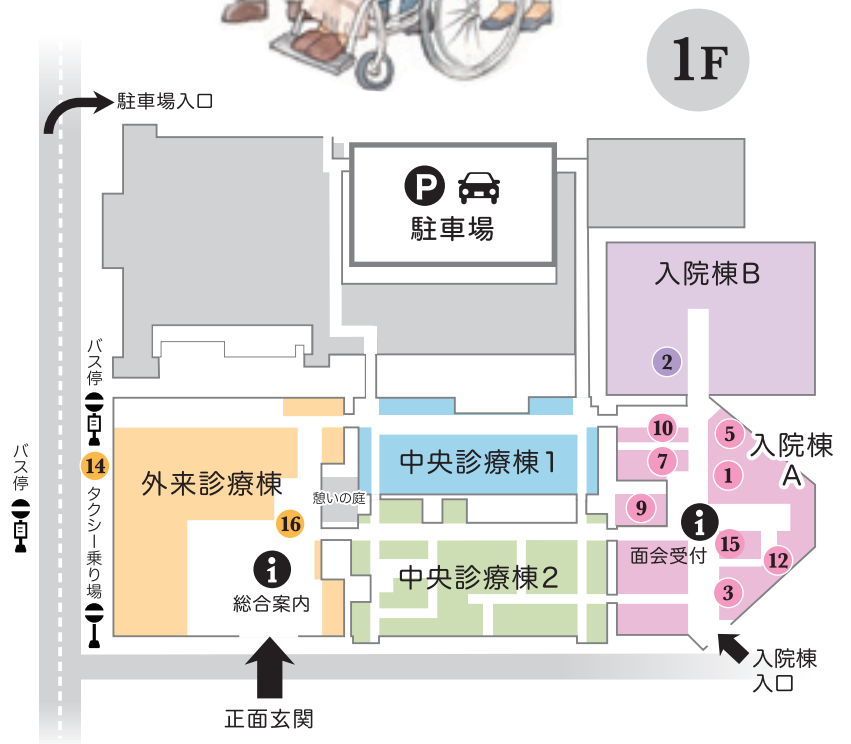 1F
駐車場入口
P
駐車場
入院棟B
2
バス停
14
タクシー乗り場
バス停
外来診療棟
16
憩いの庭
中央診療棟1
中央診療棟2
10
7
9
5
1
入院棟
A
i
面会受付
15
12
3
i
総合案内
入院棟
入口
正面玄関